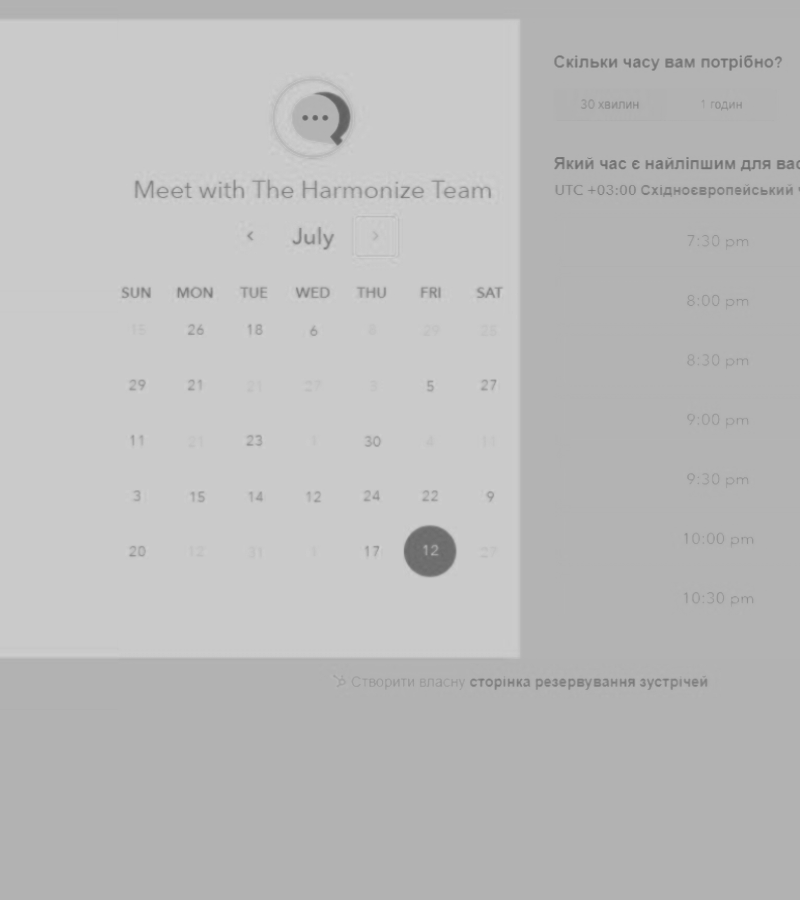 Meet with The Harmonize Team
July
SUN MON TUE WED THU FRI SAT
15 26 18 6 8 29 25
29 21 21 27 3 5 27
11 21 23 1 30 4 11
3 15 14 12 24 22 9
20 12 31 1 17 12 27
Скільки часу вам потрібно?
30 хвилин 1 годин
Який час є найліпшим для вас
UTC +03:00 Східноєвропейський
7:30 pm
8:00 pm
8:30 pm
9:00 pm
9:30 pm
10:00 pm
10:30 pm
Створити власну сторінка резервування зустрічей